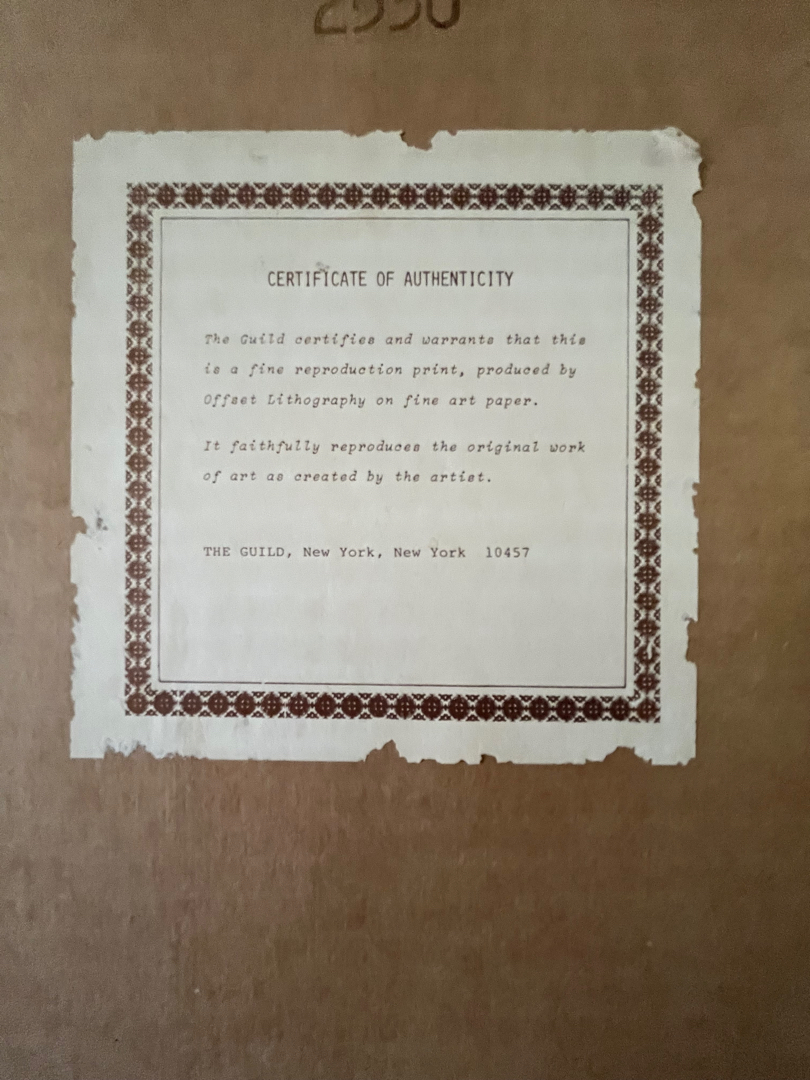 CERTIFICATE OF AUTHENTICITY
The Guild certifies and warrants that this
is a fine reproduction print, produced by
Offset Lithography on fine art paper.
It faithfully reproduces the original work
of art as created by the artist.
THE GUILD, New York, New York 10457